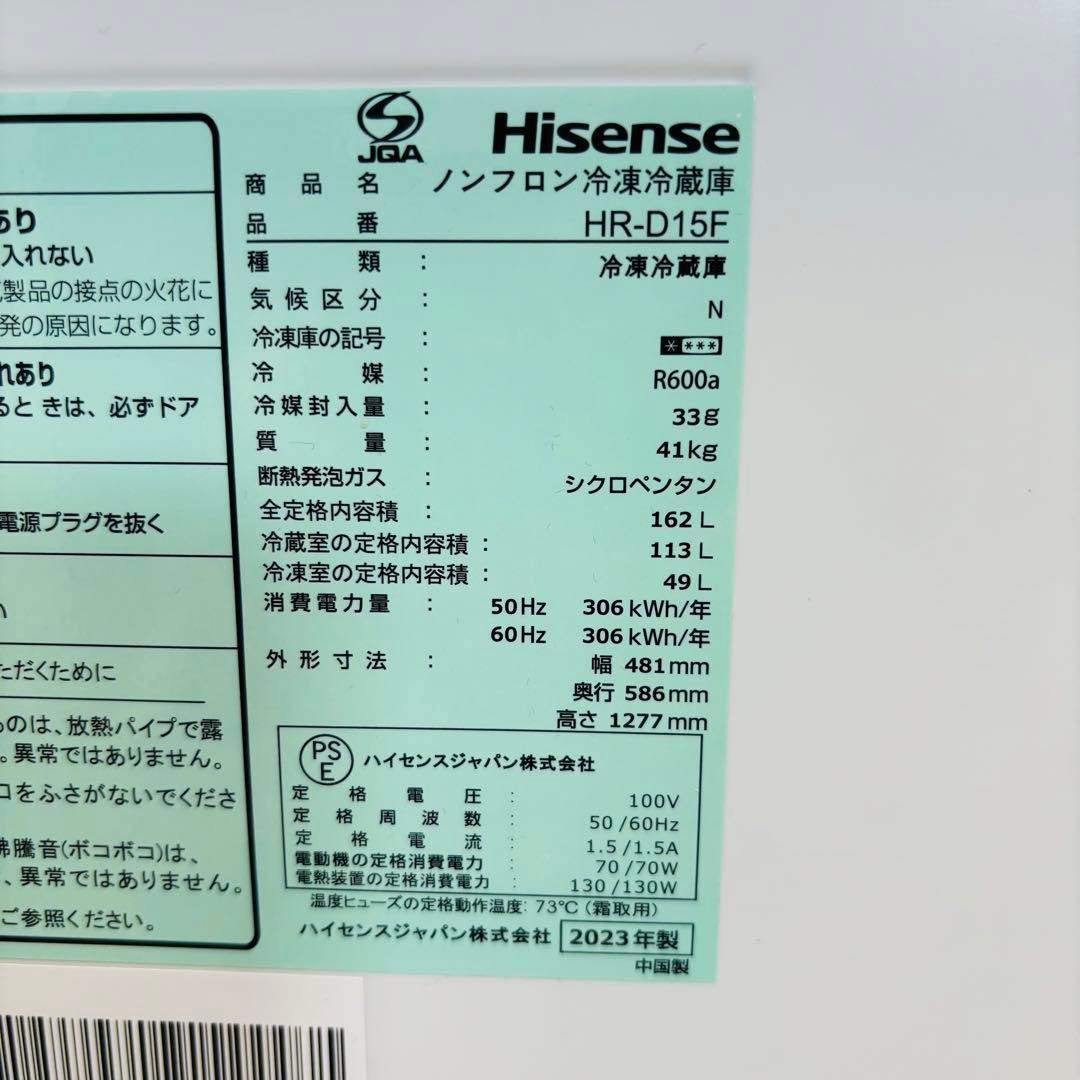 あり
入れない
製品の接点の火花に
発の原因になります。
れあり
るときは、必ずドア
電源プラグを抜く
い
ただくために
ものは、放熱パイプで露
。異常ではありません。
口をふさがないでくださ
沸騰音(ボコボコ)は、
、異常ではありません。
ご参照ください。
JQA
Hisense
商品名 ノンフロン冷凍冷蔵庫
品番 HR-D15F
種類 : 冷凍冷蔵庫
気候区分 : N
冷凍庫の記号 : ****
冷媒 : R600a
冷媒封入量 : 33g
質量 : 41kg
断熱発泡ガス : シクロペンタン
全定格内容積 : 162L
冷蔵室の定格内容積 : 113L
冷凍室の定格内容積 : 49L
消費電力量 : 50Hz 306kWh/年
60Hz 306kWh/年
外形寸法 : 幅 481mm
奥行 586mm
高さ 1277mm
PSE ハイセンスジャパン株式会社
定格電圧 : 100V
定格周波数 : 50/60Hz
定格電流 : 1.5/1.5A
電動機の定格消費電力 : 70/70W
電熱装置の定格消費電力 : 130/130W
温度ヒューズの定格動作温度: 73℃(霜取用)
ハイセンスジャパン株式会社 2023年製
中国製